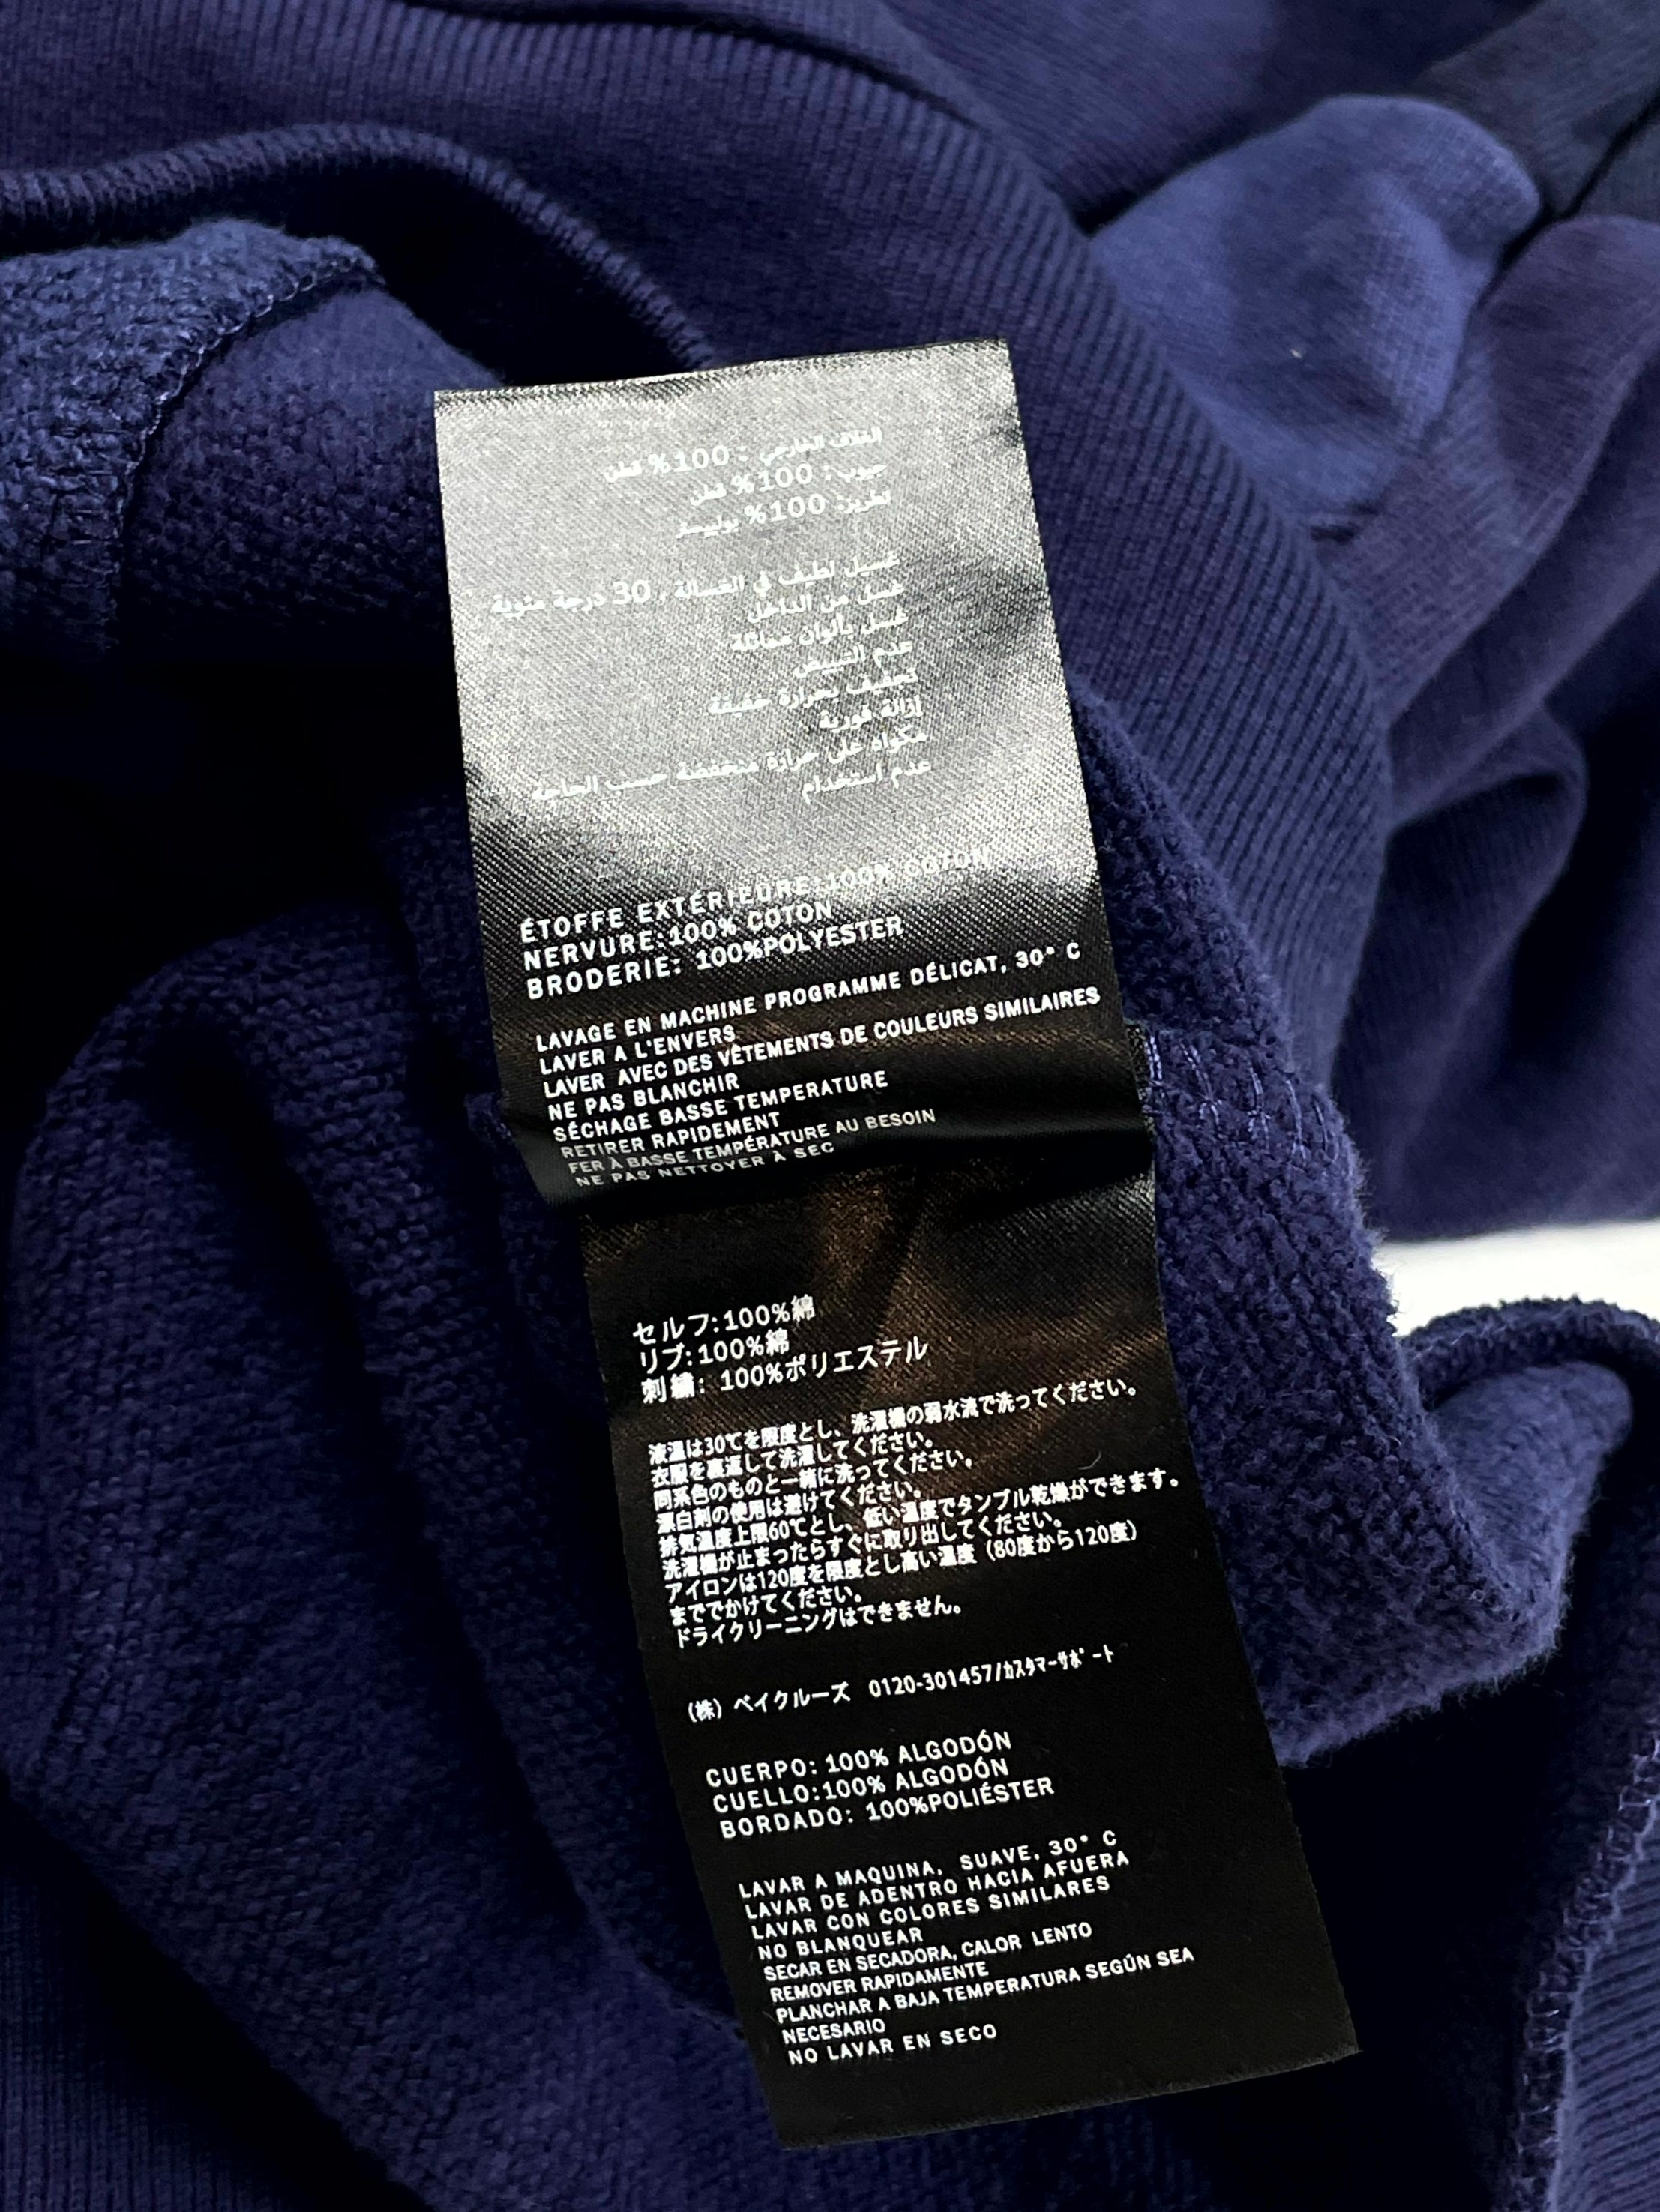 الغلاف الخارجي : 100% قطن
جيوب : 100% قطن
تطريز: 100% بوليستر
غسيل لطيف في الغسالة ، 30 درجة مئوية
غسل من الداخل
غسل بألوان مماثلة
عدم التبييض
تجفيف بحرارة خفيفة
إزالة فورية
مكواه على حرارة منخفضة حسب الحاجة
عدم استخدام
ÉTOFFE EXTÉRIEURE:100% COTON
NERVURE:100% COTON
BRODERIE: 100%POLYESTER
LAVAGE EN MACHINE PROGRAMME DÉLICAT, 30° C
LAVER A L'ENVERS
LAVER AVEC DES VÊTEMENTS DE COULEURS SIMILAIRES
NE PAS BLANCHIR
SÉCHAGE BASSE TEMPERATURE
RETIRER RAPIDEMENT
FER À BASSE TEMPÉRATURE AU BESOIN
NE PAS NETTOYER À SEC
セルフ:100%綿
リブ:100%綿
刺繍: 100%ポリエステル
液温は30℃を限度とし、洗濯機の弱水流で洗ってください。
衣服を裏返して洗濯してください。
同系色のものと一緒に洗ってください。
漂白剤の使用は避けてください。
排気温度上限60℃とし、低い温度でタンブル乾燥ができます。
洗濯機が止まったらすぐに取り出してください。
アイロンは120度を限度とし高い温度（80度から120度）
まででかけてください。
ドライクリーニングはできません。
(株) ベイクルーズ 0120-301457/ｶｽﾀﾏｰｻﾎﾟｰﾄ
CUERPO: 100% ALGODÓN
CUELLO:100% ALGODÓN
BORDADO: 100%POLIÉSTER
LAVAR A MAQUINA, SUAVE, 30° C
LAVAR DE ADENTRO HACIA AFUERA
LAVAR CON COLORES SIMILARES
NO BLANQUEAR
SECAR EN SECADORA, CALOR LENTO
REMOVER RAPIDAMENTE
PLANCHAR A BAJA TEMPERATURA SEGÚN SEA
NECESARIO
NO LAVAR EN SECO